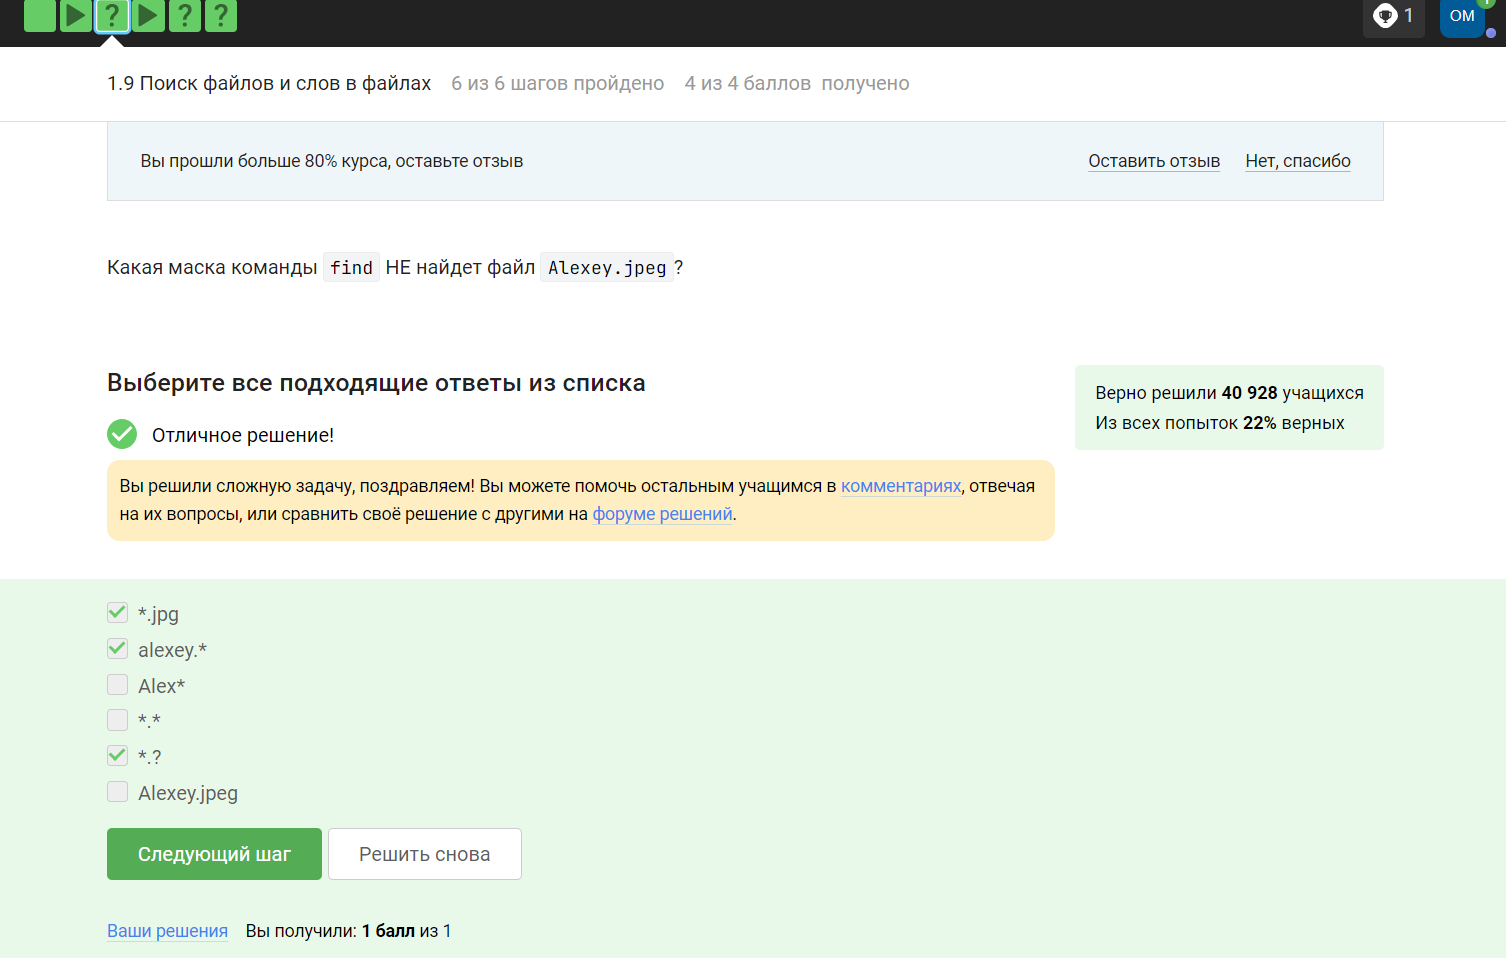 ? ? ?
1
OM
1.9 Поиск файлов и слов в файлах 6 из 6 шагов пройдено 4 из 4 баллов получено
Вы прошли больше 80% курса, оставьте отзыв Оставить отзыв Нет, спасибо
Какая маска команды find НЕ найдет файл Alexey.jpeg ?
Выберите все подходящие ответы из списка
Верно решили 40 928 учащихся
Из всех попыток 22% верных
Отличное решение!
Вы решили сложную задачу, поздравляем! Вы можете помочь остальным учащимся в комментариях, отвечая
на их вопросы, или сравнить своё решение с другими на форуме решений.
*.jpg
alexey.*
Alex*
*.*
*.?
Alexey.jpeg
Следующий шаг Решить снова
Ваши решения Вы получили: 1 балл из 1